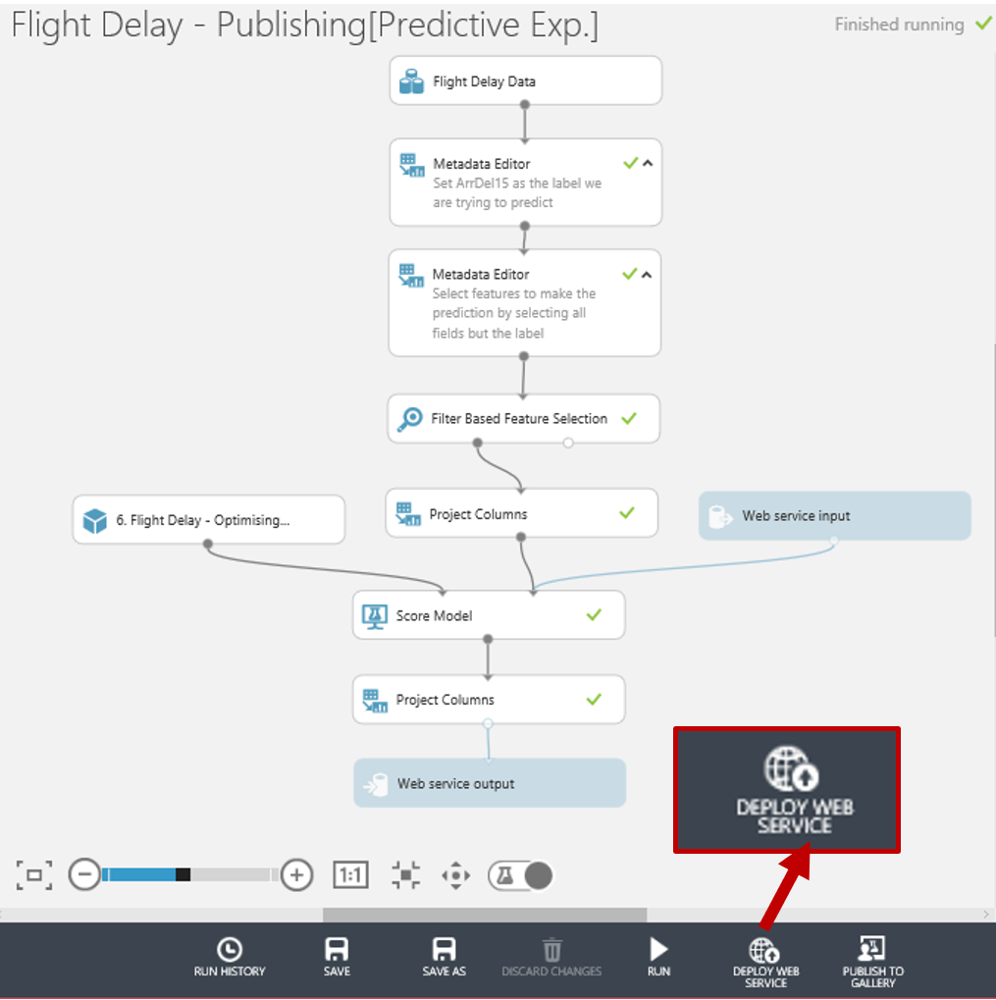 Flight Delay - Publishing[Predictive Exp.]
Finished running
Flight Delay Data
Metadata Editor
Set ArrDel15 as the label we
are trying to predict
Metadata Editor
Select features to make the
prediction by selecting all
fields but the label
Filter Based Feature Selection
Project Columns
6. Flight Delay - Optimising...
Web service input
Score Model
Project Columns
Web service output
DEPLOY WEB
SERVICE
1:1
RUN HISTORY
SAVE
SAVE AS
DISCARD CHANGES
RUN
DEPLOY WEB
SERVICE
PUBLISH TO
GALLERY